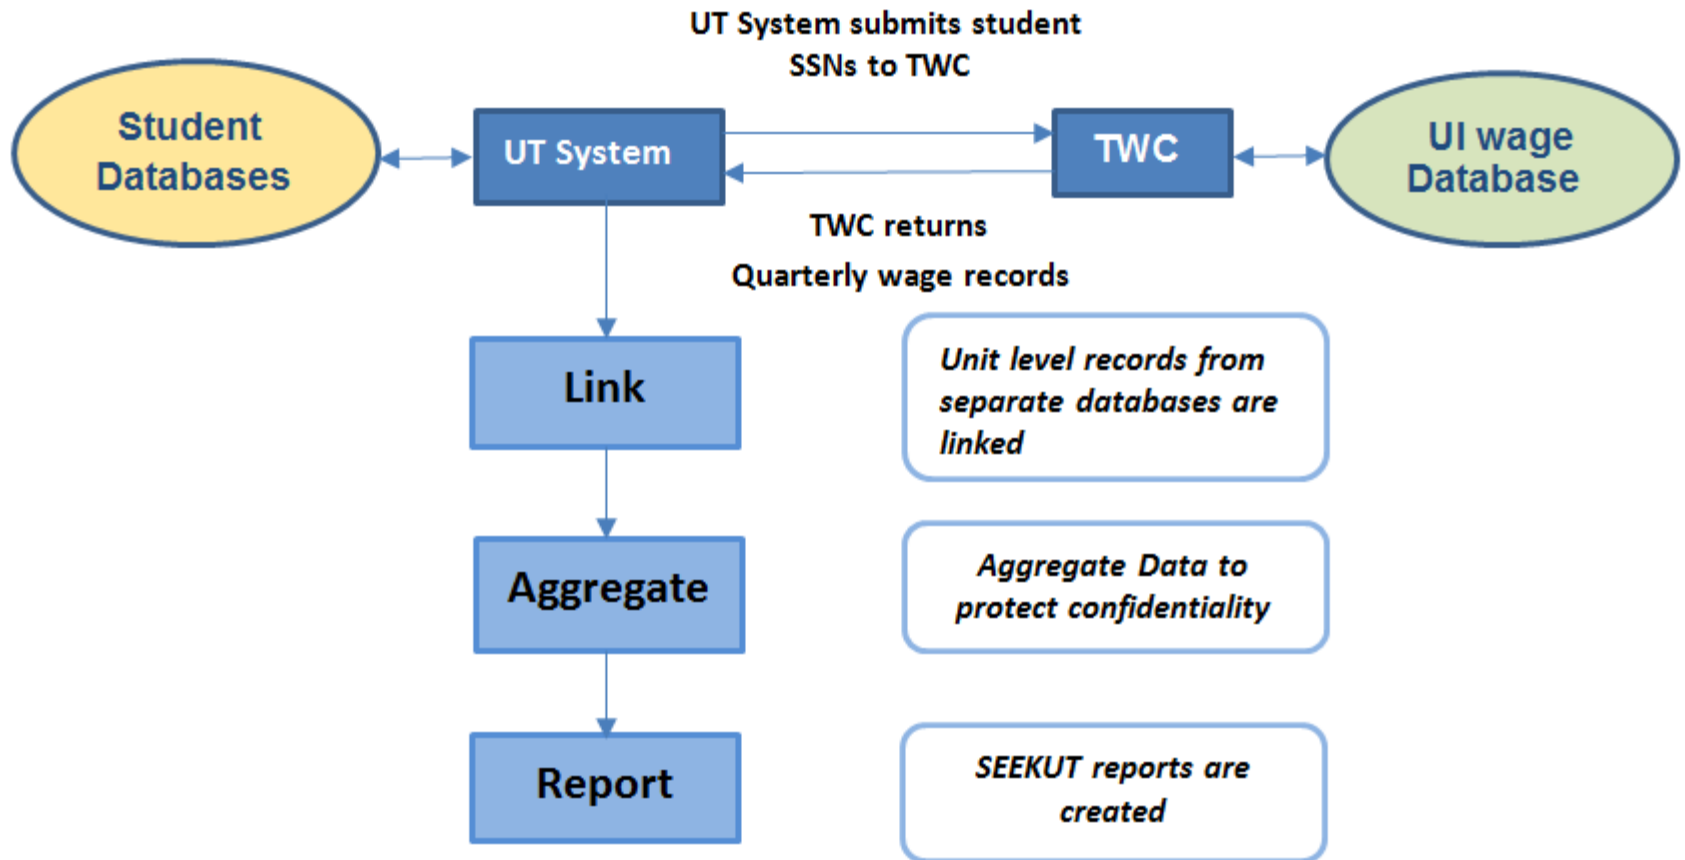 UT System submits student
SSNs to TWC
Student
Databases
UT System
TWC
UI wage
Database
TWC returns
Quarterly wage records
Link
Unit level records from
separate databases are
linked
Aggregate
Aggregate Data to
protect confidentiality
Report
SEEKUT reports are
created